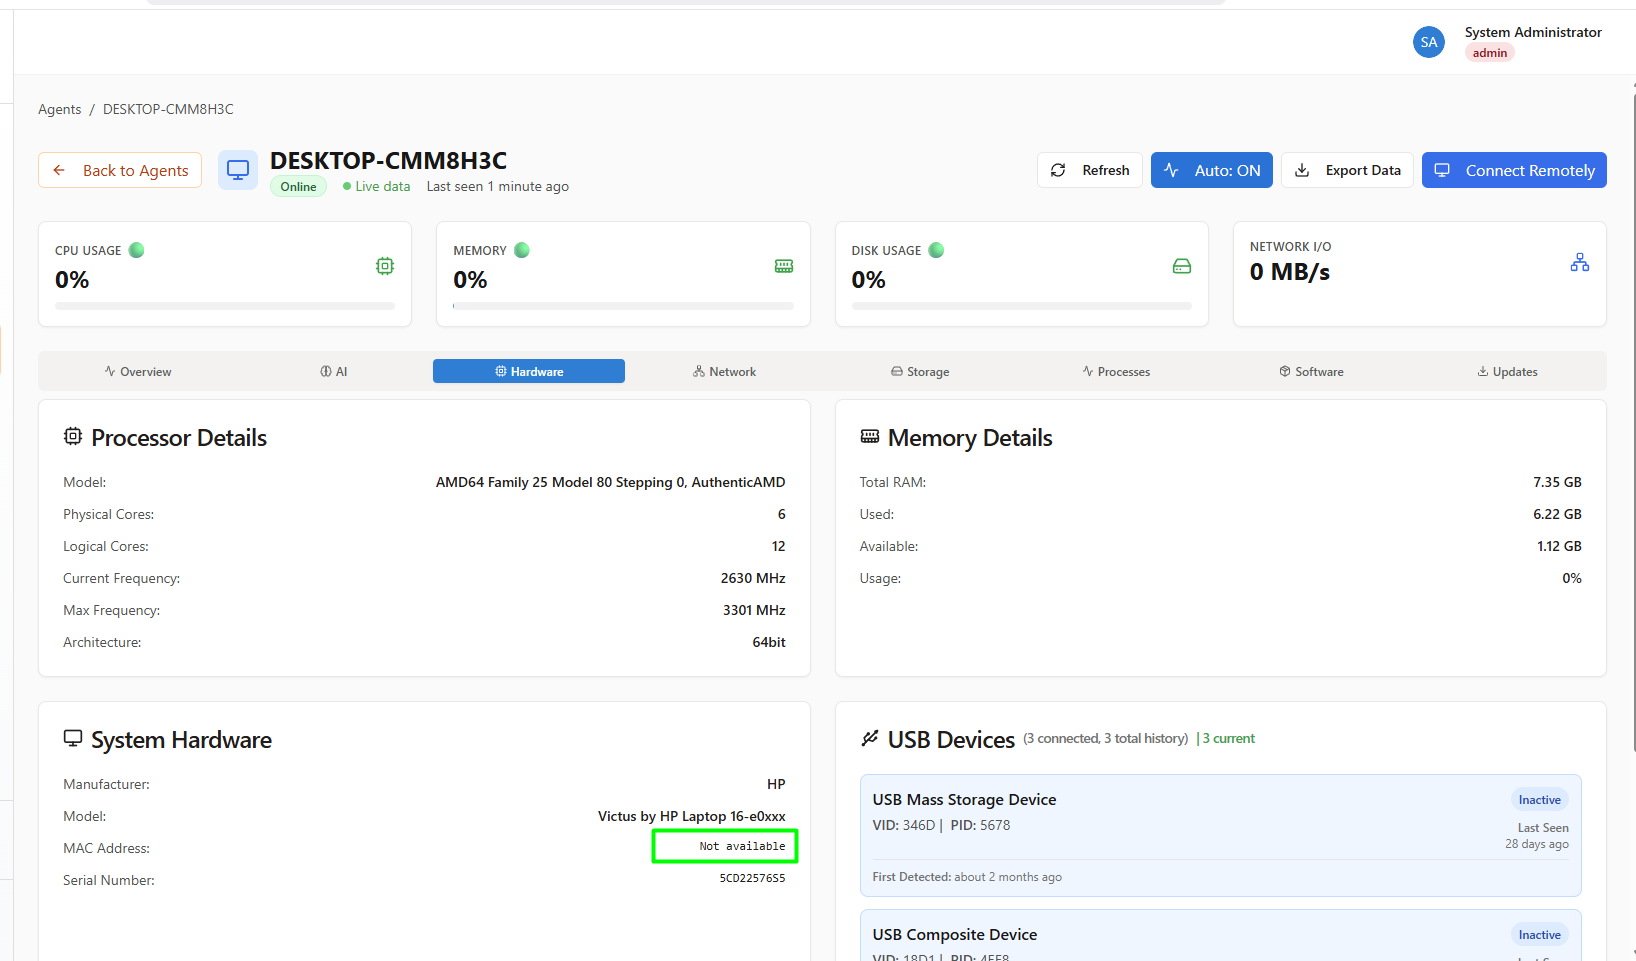 SA
System Administrator
admin
Agents / DESKTOP-CMM8H3C
Back to Agents
DESKTOP-CMM8H3C
Online
Live data
Last seen 1 minute ago
Refresh
Auto: ON
Export Data
Connect Remotely
CPU USAGE
0%
MEMORY
0%
DISK USAGE
0%
NETWORK I/O
0 MB/s
Overview
AI
Hardware
Network
Storage
Processes
Software
Updates
Processor Details
Model: AMD64 Family 25 Model 80 Stepping 0, AuthenticAMD
Physical Cores: 6
Logical Cores: 12
Current Frequency: 2630 MHz
Max Frequency: 3301 MHz
Architecture: 64bit
Memory Details
Total RAM: 7.35 GB
Used: 6.22 GB
Available: 1.12 GB
Usage: 0%
System Hardware
Manufacturer: HP
Model: Victus by HP Laptop 16-e0xxx
MAC Address: Not available
Serial Number: 5CD22576S5
USB Devices (3 connected, 3 total history) | 3 current
USB Mass Storage Device
Inactive
VID: 346D | PID: 5678
Last Seen
28 days ago
First Detected: about 2 months ago
USB Composite Device
Inactive
VID: 18D1 | PID: 4EE8